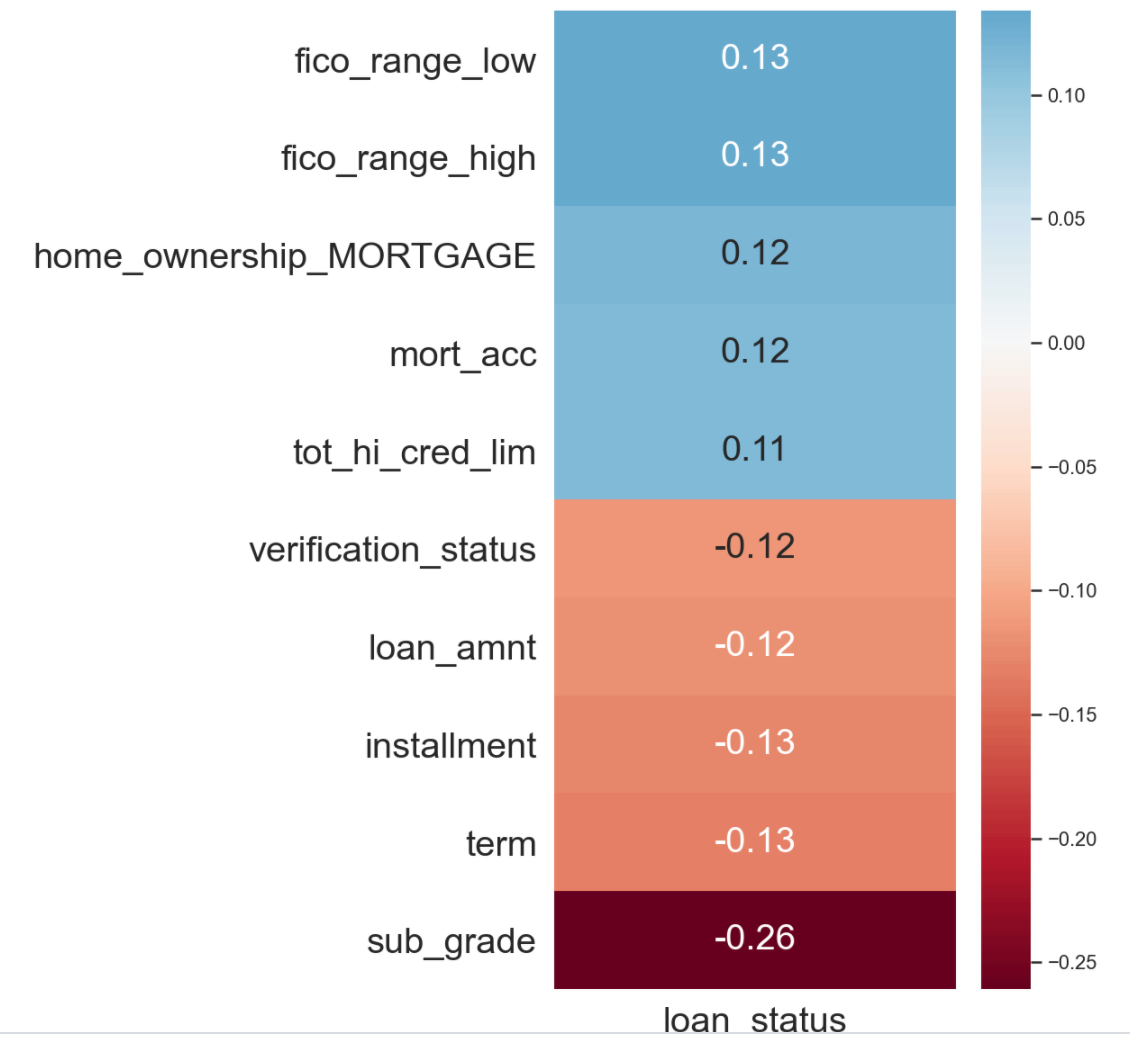 fico_range_low 0.13
fico_range_high 0.13
home_ownership_MORTGAGE 0.12
mort_acc 0.12
tot_hi_cred_lim 0.11
verification_status -0.12
loan_amnt -0.12
installment -0.13
term -0.13
sub_grade -0.26
loan_status
0.10
0.05
0.00
−0.05
−0.10
−0.15
−0.20
−0.25